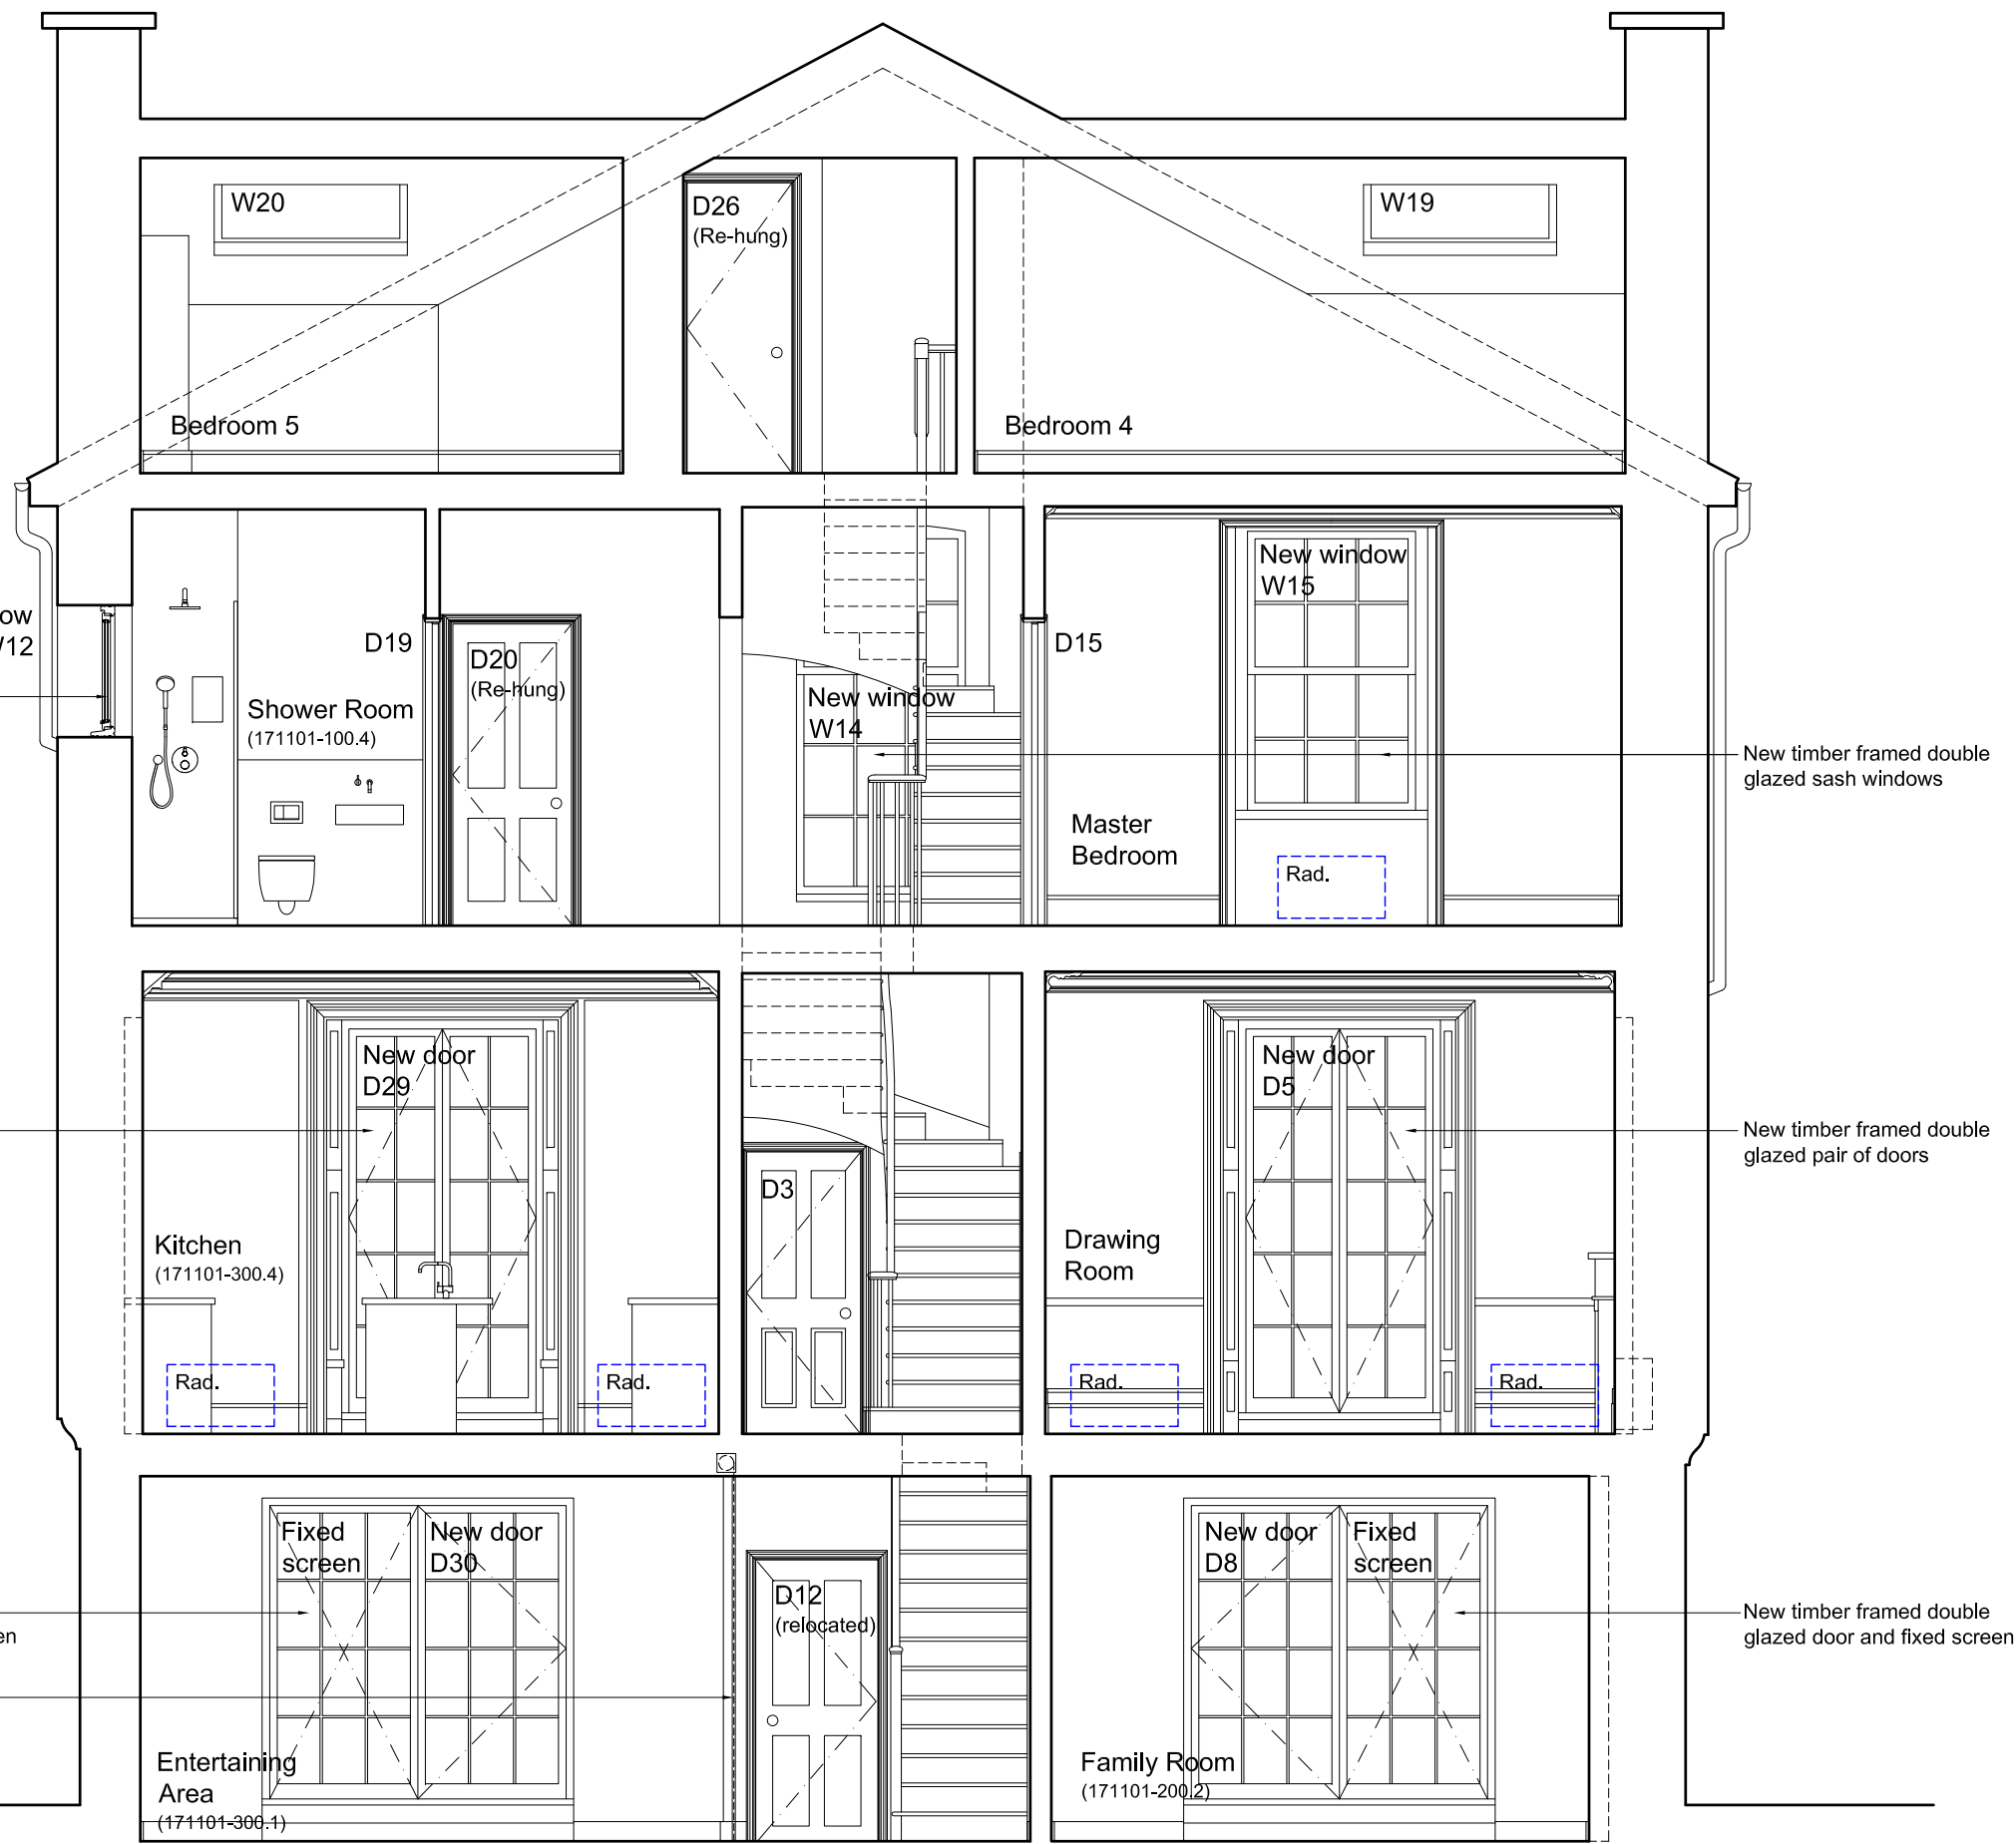 W20
D26
(Re-hung)
W19
Bedroom 5
Bedroom 4
W12
D19
D20
(Re-hung)
Shower Room
(171101-100.4)
New window
W14
D15
New window
W15
Master
Bedroom
Rad.
New timber framed double
glazed sash windows
New door
D29
Kitchen
(171101-300.4)
Rad.
Rad.
D3
New door
D5
Drawing
Room
Rad.
Rad.
New timber framed double
glazed pair of doors
Fixed
screen
New door
D30
Entertaining
Area
(171101-300.1)
D12
(relocated)
New door
D8
Fixed
screen
Family Room
(171101-200.2)
New timber framed double
glazed door and fixed screen